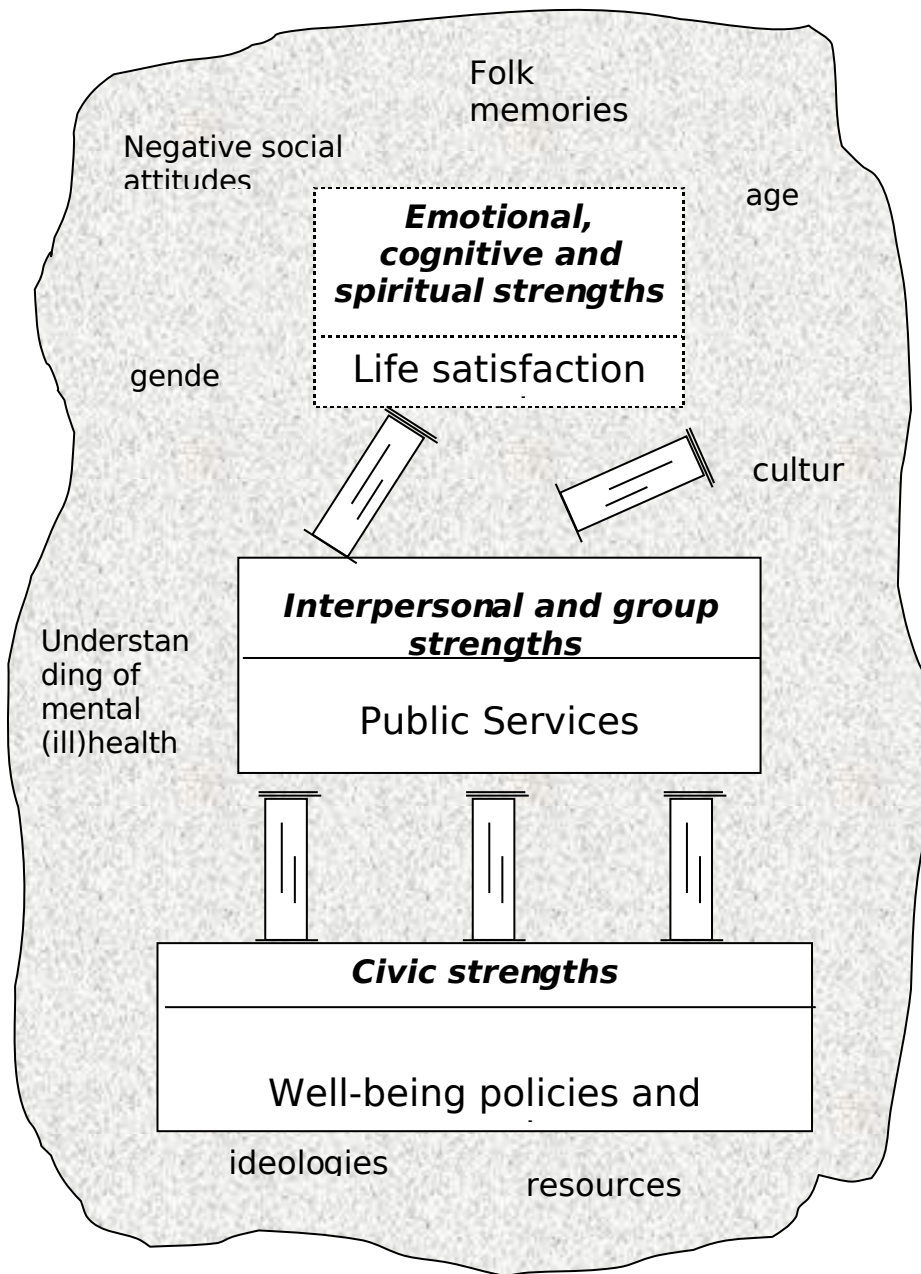 Folk
memories
Negative social
attitudes
age
Emotional,
cognitive and
spiritual strengths
Life satisfaction
gende
cultur
Interpersonal and group
strengths
Understan
ding of
mental
(ill)health
Public Services
Civic strengths
Well-being policies and
ideologies
resources